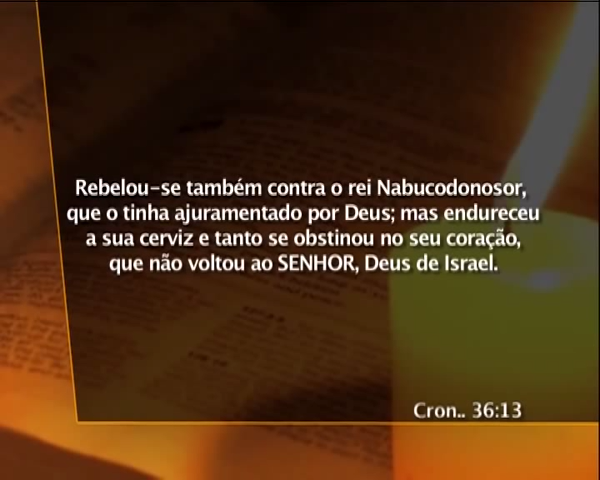 Rebelou-se também contra o rei Nabucodonosor,
que o tinha ajuramentado por Deus; mas endureceu
a sua cerviz e tanto se obstinou no seu coração,
que não voltou ao SENHOR, Deus de Israel.
Cron.. 36:13